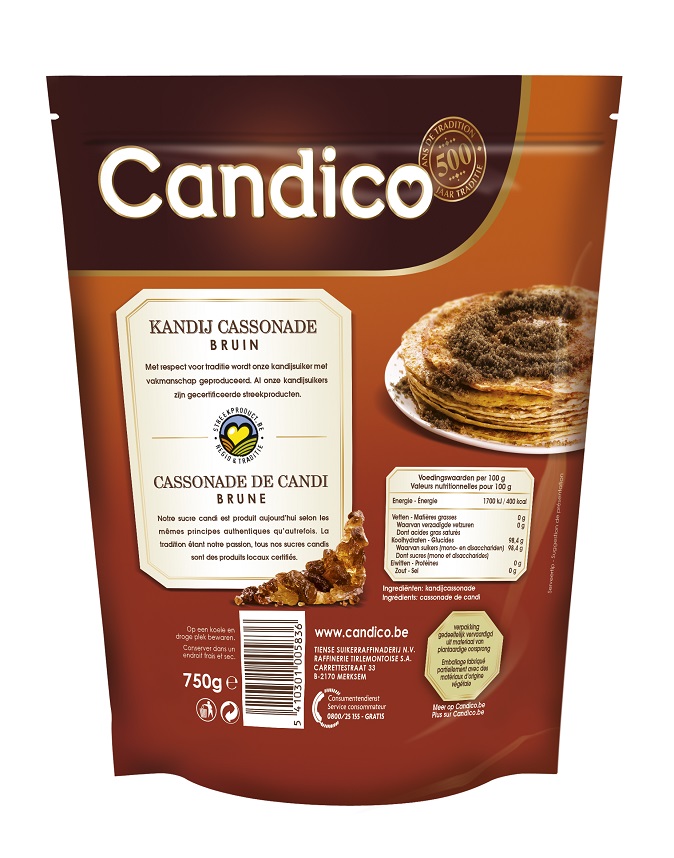 Candico
ANS DE TRADITION
500
JAAR TRADITIE
KANDIJ CASSONADE
BRUIN
Met respect voor traditie wordt onze kandijsuiker met
vakmanschap geproduceerd. Al onze kandijsuikers
zijn gecertificeerde streekproducten.
STREEKPRODUCT.BE
REGIO & TRADITIE
CASSONADE DE CANDI
BRUNE
Notre sucre candi est produit aujourd'hui selon les
mêmes principes authentiques qu'autrefois. La
tradition étant notre passion, tous nos sucres candis
sont des produits locaux certifiés.
Voedingswaarden per 100 g
Valeurs nutritionnelles pour 100 g
Energie - Énergie 1700 kJ / 400 kcal
Vetten - Matières grasses 0 g
Waarvan verzadigde vetzuren 0 g
Dont acides gras saturés
Koolhydraten - Glucides 98,4 g
Waarvan suikers (mono- en disacchariden) 98,4 g
Dont sucres (mono et disaccharides)
Eiwitten - Protéines 0 g
Zout - Sel 0 g
Ingrediënten: kandijcassonade
Ingrédients: cassonade de candi
Serveertip - Suggestion de présentation
Op een koele en
droge plek bewaren.
Conserver dans un
endroit frais et sec.
750g e
5 410301 005836
www.candico.be
TIENSE SUIKERRAFFINADERIJ N.V.
RAFFINERIE TIRLEMONTOISE S.A.
CARRETTESTRAAT 33
B-2170 MERKSEM
Consumentendienst
Service consommateur
0800/25 155 - GRATIS
verpakking
gedeeltelijk vervaardigd
uit materiaal van
plantaardige oorsprong
Emballage fabriqué
partiellement avec des
matériaux d'origine
végétale
Meer op Candico.be
Plus sur Candico.be